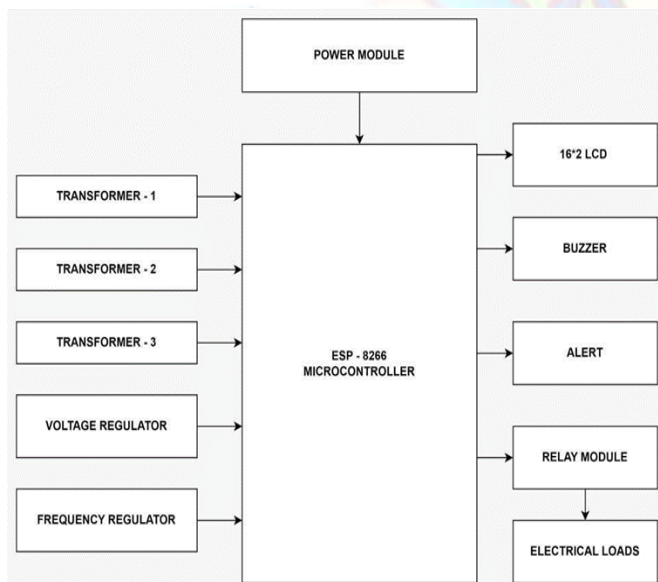 POWER MODULE
TRANSFORMER - 1
TRANSFORMER - 2
TRANSFORMER - 3
VOLTAGE REGULATOR
FREQUENCY REGULATOR
ESP - 8266
MICROCONTROLLER
16*2 LCD
BUZZER
ALERT
RELAY MODULE
ELECTRICAL LOADS